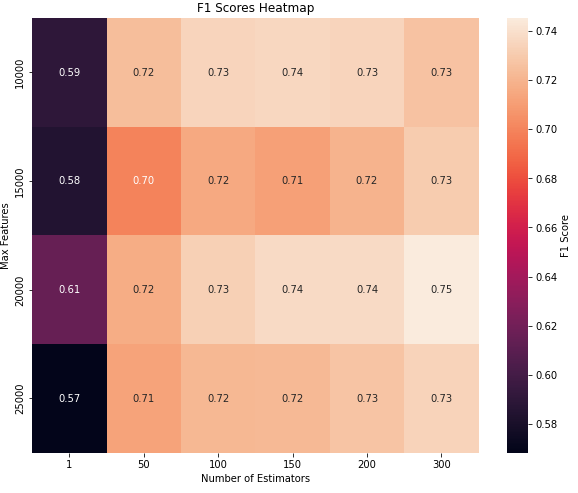 F1 Scores Heatmap
10000 0.59 0.72 0.73 0.74 0.73 0.73
15000 0.58 0.70 0.72 0.71 0.72 0.73
20000 0.61 0.72 0.73 0.74 0.74 0.75
25000 0.57 0.71 0.72 0.72 0.73 0.73
1 50 100 150 200 300
Number of Estimators
Max Features
0.74
0.72
0.70
0.68
0.66
0.64
0.62
0.60
0.58
F1 Score